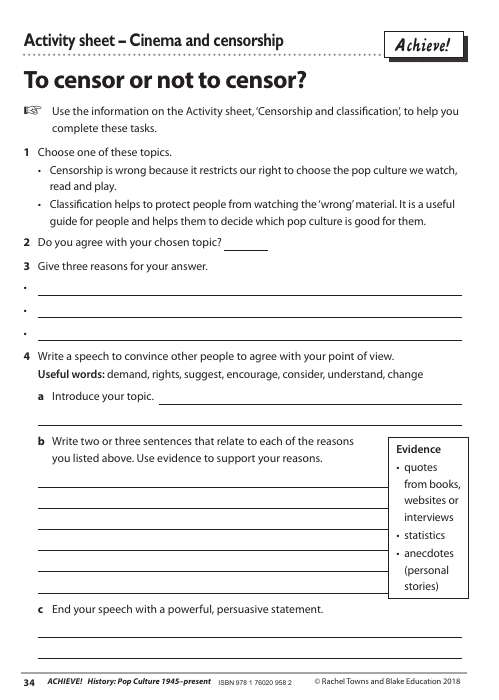 Activity sheet – Cinema and censorship
Achieve!
To censor or not to censor?
Use the information on the Activity sheet, ‘Censorship and classification’, to help you
complete these tasks.
1 Choose one of these topics.
• Censorship is wrong because it restricts our right to choose the pop culture we watch,
read and play.
• Classification helps to protect people from watching the ‘wrong’ material. It is a useful
guide for people and helps them to decide which pop culture is good for them.
2 Do you agree with your chosen topic?
3 Give three reasons for your answer.
•
•
•
4 Write a speech to convince other people to agree with your point of view.
Useful words: demand, rights, suggest, encourage, consider, understand, change
a Introduce your topic.
b Write two or three sentences that relate to each of the reasons
you listed above. Use evidence to support your reasons.
Evidence
• quotes
from books,
websites or
interviews
• statistics
• anecdotes
(personal
stories)
c End your speech with a powerful, persuasive statement.
34 ACHIEVE! History: Pop Culture 1945–present ISBN 978 1 76020 958 2 © Rachel Towns and Blake Education 2018